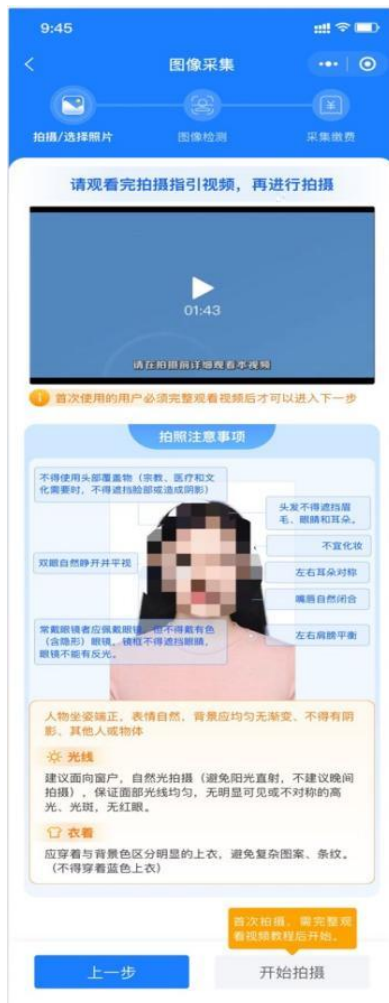 9:45
图像采集
拍摄/选择照片
图像检测
采集缴费
请观看完拍摄指引视频，再进行拍摄
01:43
请在拍摄前详细观看本视频
首次使用的用户必须完整观看视频后才可以进入下一步
拍照注意事项
不得使用头部覆盖物（宗教、医疗和文
化需要时，不得遮挡脸部或造成阴影）
头发不得遮挡眉
毛、眼睛和耳朵。
不宜化妆
双眼自然睁开并平视
左右耳朵对称
嘴唇自然闭合
常戴眼镜者应佩戴眼镜，但不得戴有色
（含隐形）眼镜，镜框不得遮挡眼睛，
眼镜不能有反光。
左右肩膀平衡
人物坐姿端正，表情自然，背景应均匀无渐变、不得有阴
影、其他人或物体
光线
建议面向窗户，自然光拍摄（避免阳光直射，不建议晚间
拍摄），保证面部光线均匀，无明显可见或不对称的高
光、光斑，无红眼。
衣着
应穿着与背景色区分明显的上衣，避免复杂图案、条纹。
（不得穿着蓝色上衣）
首次拍摄，需完整观
看视频教程后开始。
上一步
开始拍摄